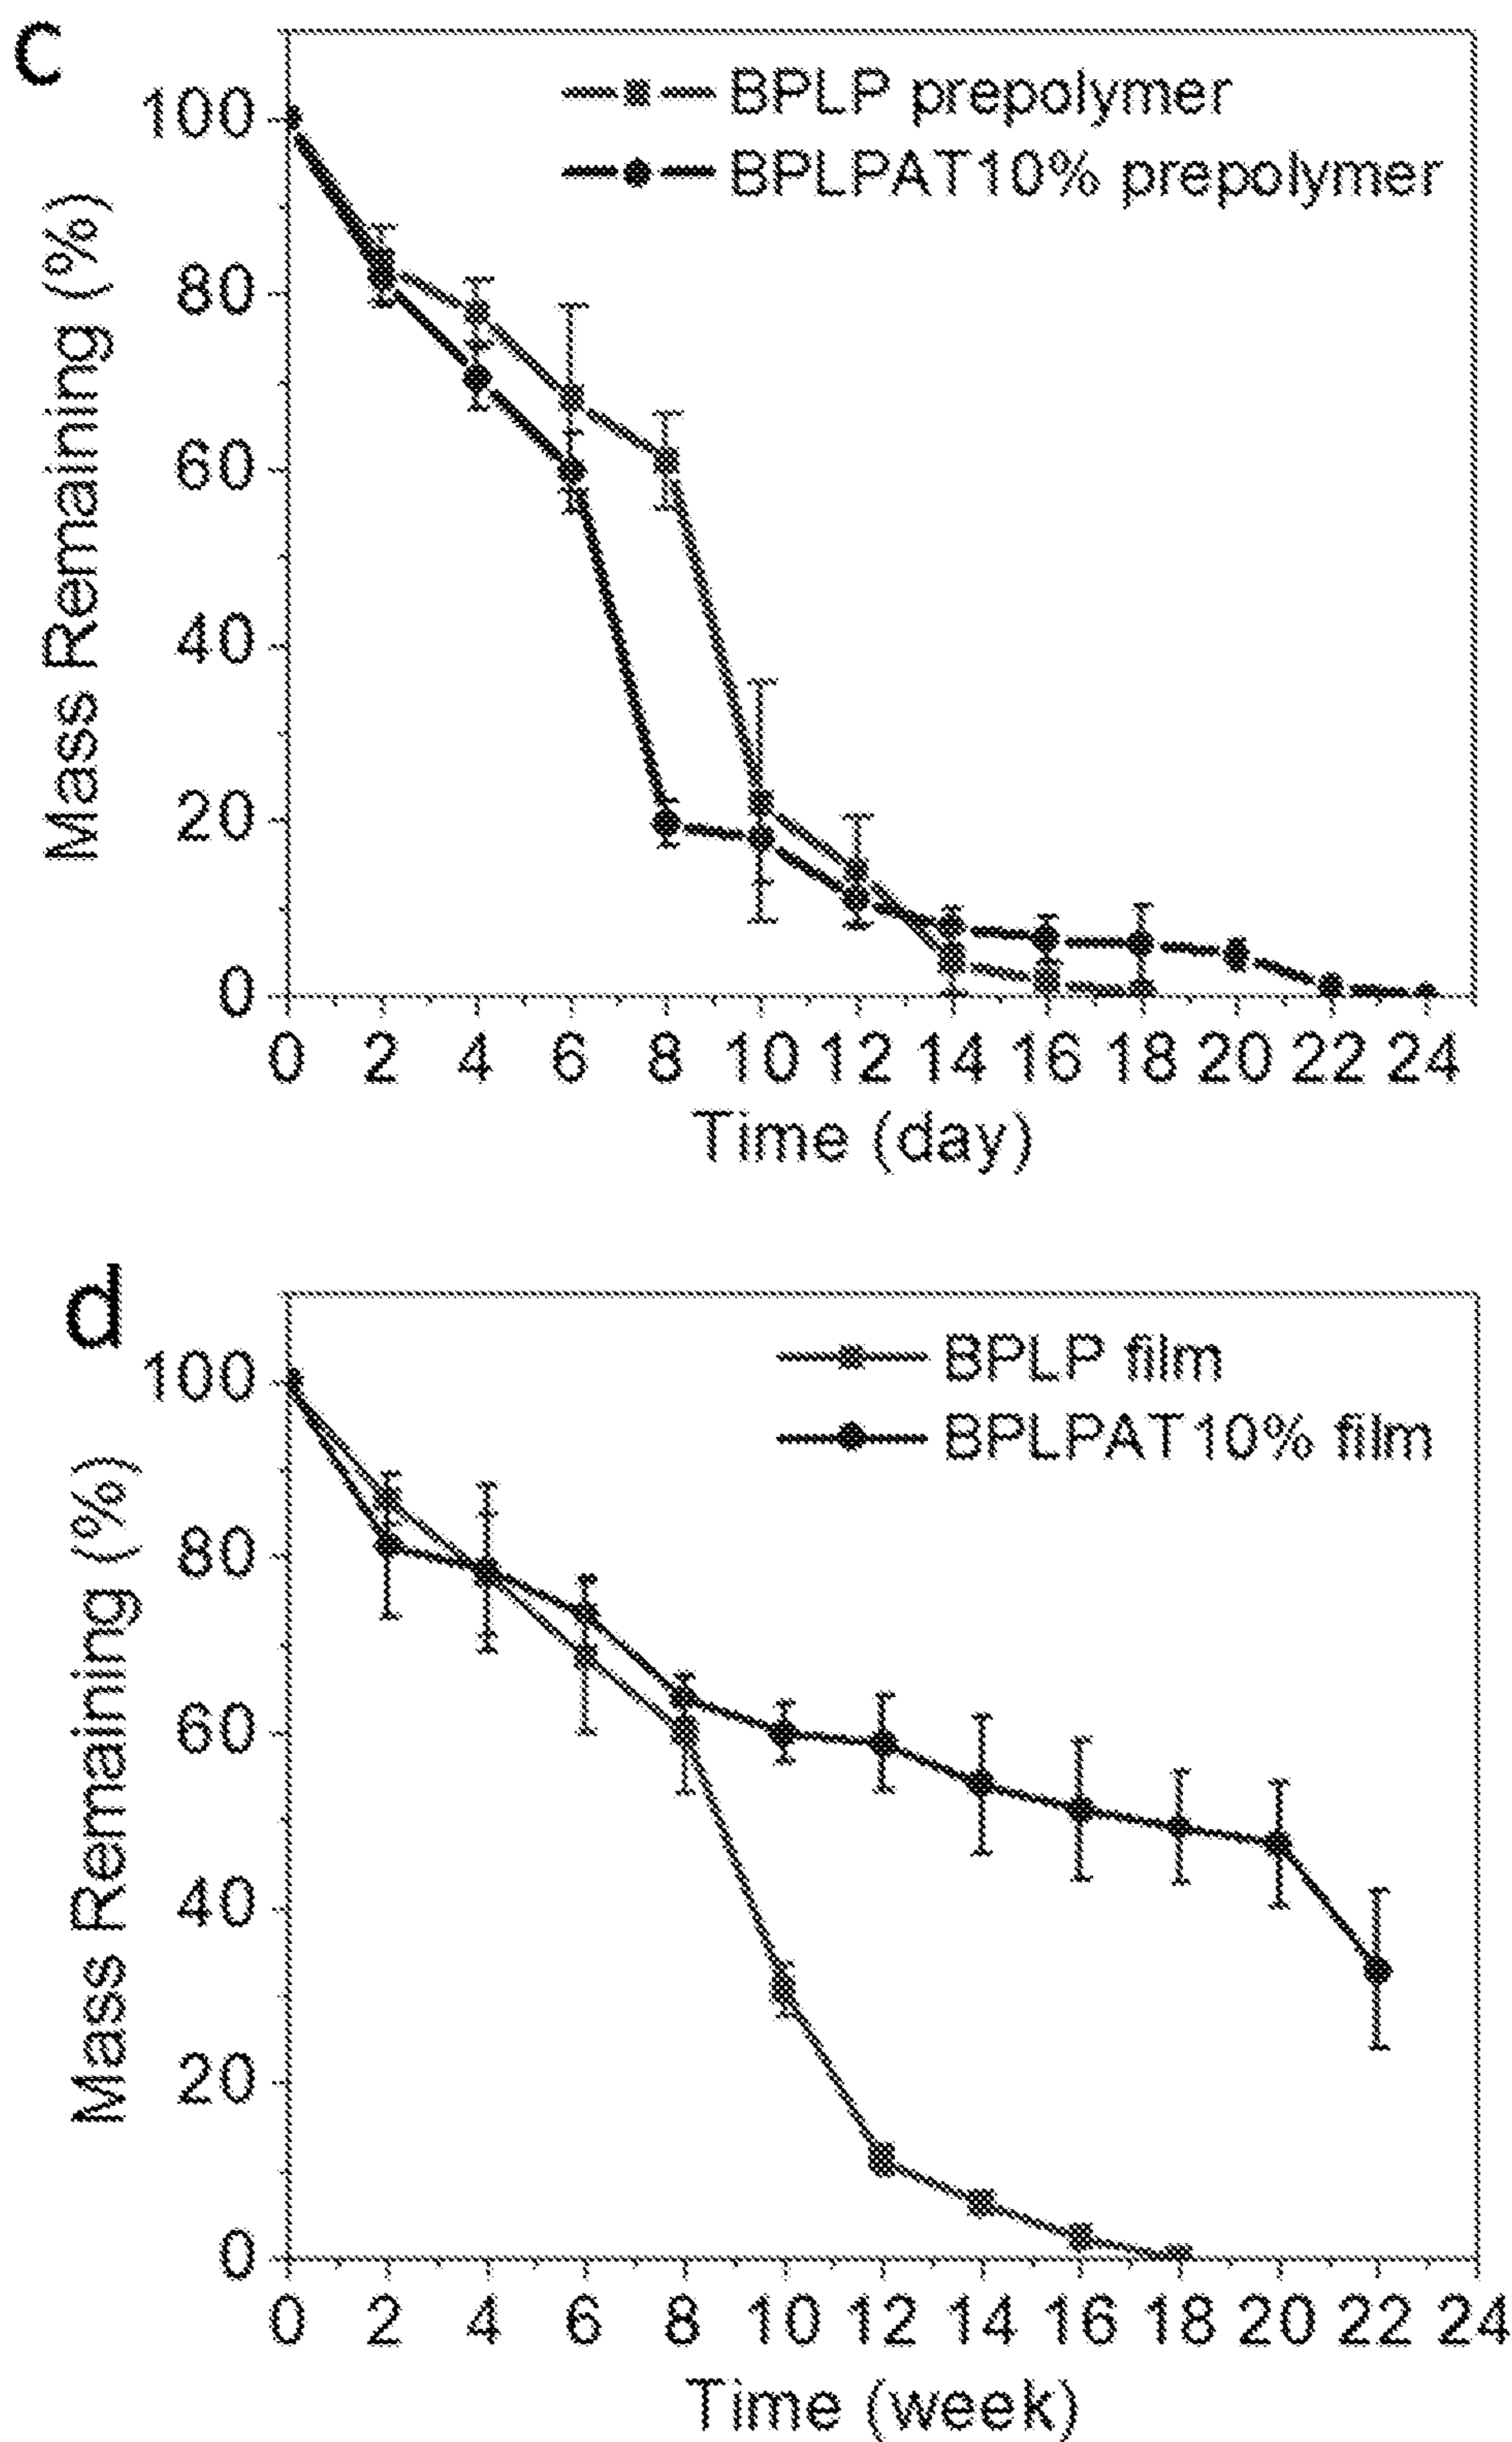 c
BPLP prepolymer
BPLPAT10% prepolymer
100
80
60
40
20
0
Mass Remaining (%)
0 2 4 6 8 10 12 14 16 18 20 22 24
Time (day)
d
BPLP film
BPLPAT10% film
100
80
60
40
20
0
Mass Remaining (%)
0 2 4 6 8 10 12 14 16 18 20 22 24
Time (week)